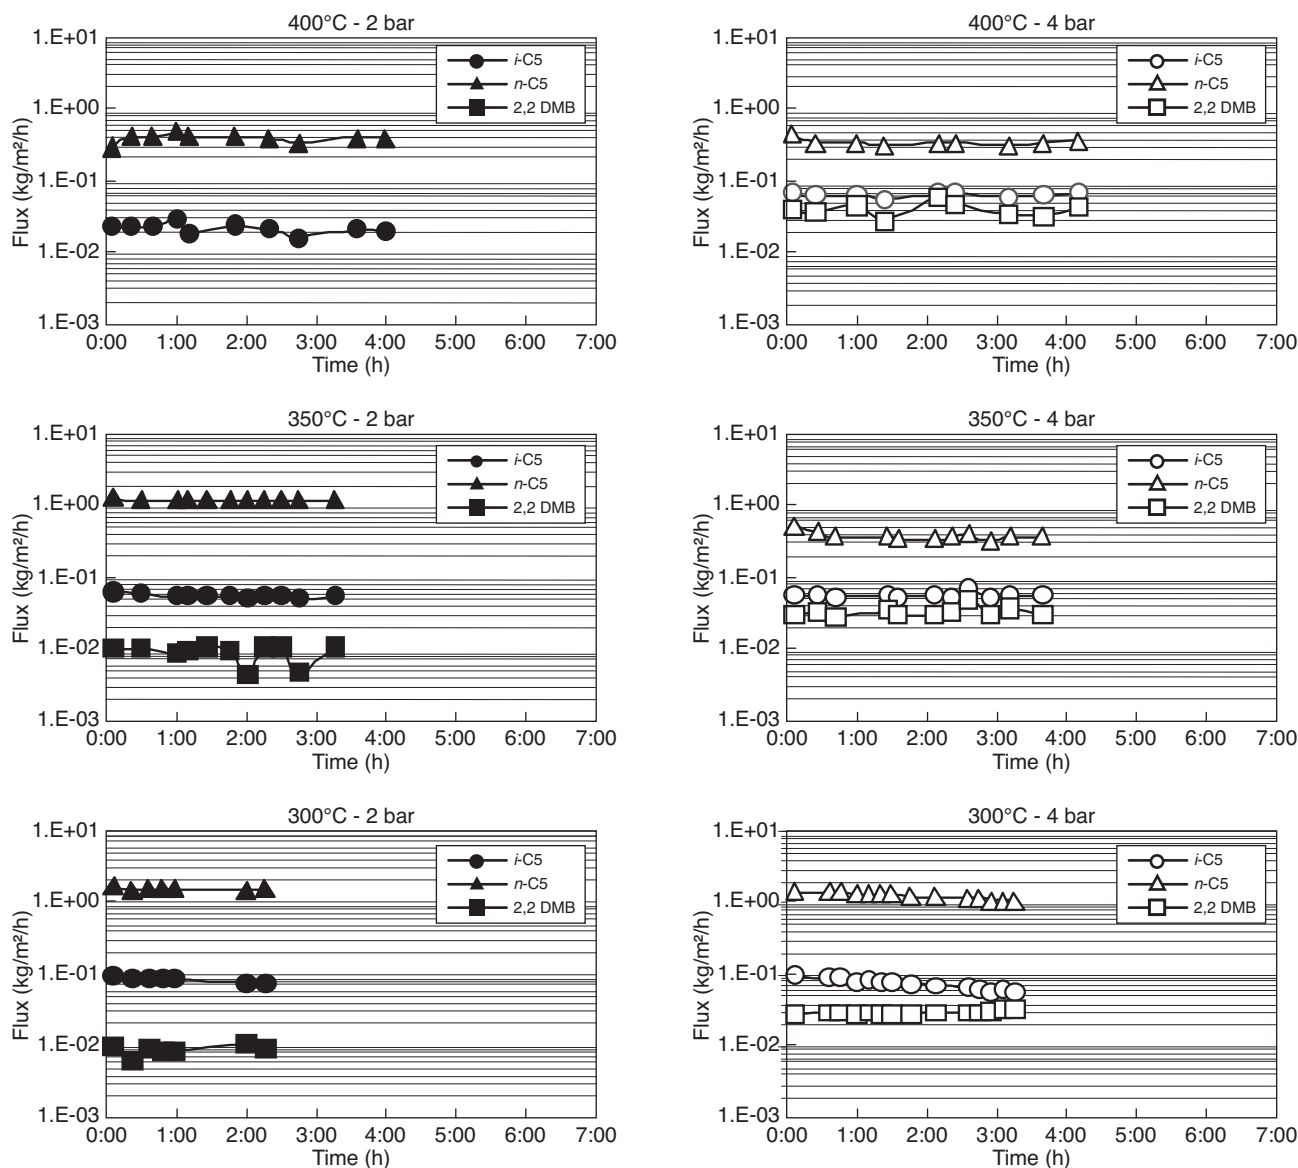 400°C - 2 bar
1.E+01
1.E+00
1.E-01
1.E-02
1.E-03
Flux (kg/m²/h)
i-C5
n-C5
2,2 DMB
0:00 1:00 2:00 3:00 4:00 5:00 6:00 7:00
Time (h)
400°C - 4 bar
1.E+01
1.E+00
1.E-01
1.E-02
1.E-03
Flux (kg/m²/h)
i-C5
n-C5
2,2 DMB
0:00 1:00 2:00 3:00 4:00 5:00 6:00 7:00
Time (h)
350°C - 2 bar
1.E+01
1.E+00
1.E-01
1.E-02
1.E-03
Flux (kg/m²/h)
i-C5
n-C5
2,2 DMB
0:00 1:00 2:00 3:00 4:00 5:00 6:00 7:00
Time (h)
350°C - 4 bar
1.E+01
1.E+00
1.E-01
1.E-02
1.E-03
Flux (kg/m²/h)
i-C5
n-C5
2,2 DMB
0:00 1:00 2:00 3:00 4:00 5:00 6:00 7:00
Time (h)
300°C - 2 bar
1.E+01
1.E+00
1.E-01
1.E-02
1.E-03
Flux (kg/m²/h)
i-C5
n-C5
2,2 DMB
0:00 1:00 2:00 3:00 4:00 5:00 6:00 7:00
Time (h)
300°C - 4 bar
1.E+01
1.E+00
1.E-01
1.E-02
1.E-03
Flux (kg/m²/h)
i-C5
n-C5
2,2 DMB
0:00 1:00 2:00 3:00 4:00 5:00 6:00 7:00
Time (h)